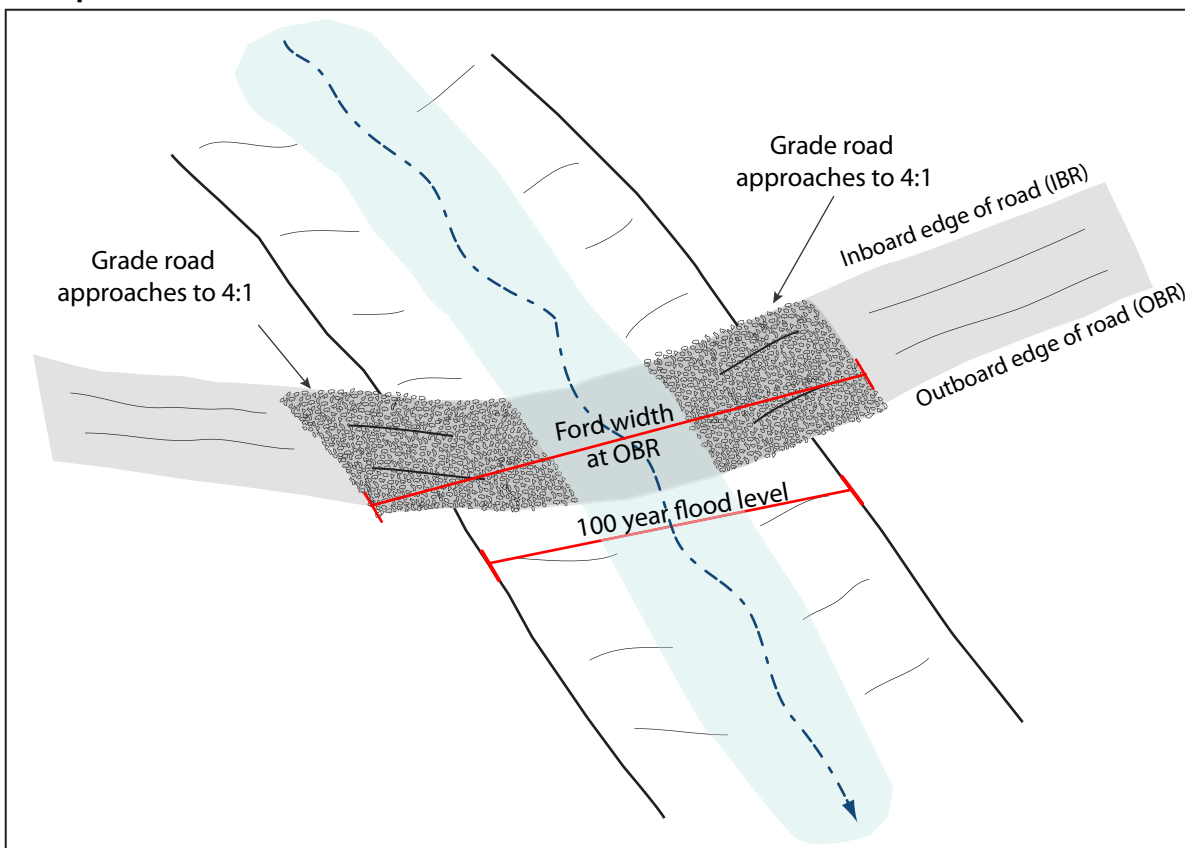 Grade road
approaches to 4:1
Inboard edge of road (IBR)
Grade road
approaches to 4:1
Outboard edge of road (OBR)
Ford width
at OBR
100 year flood level